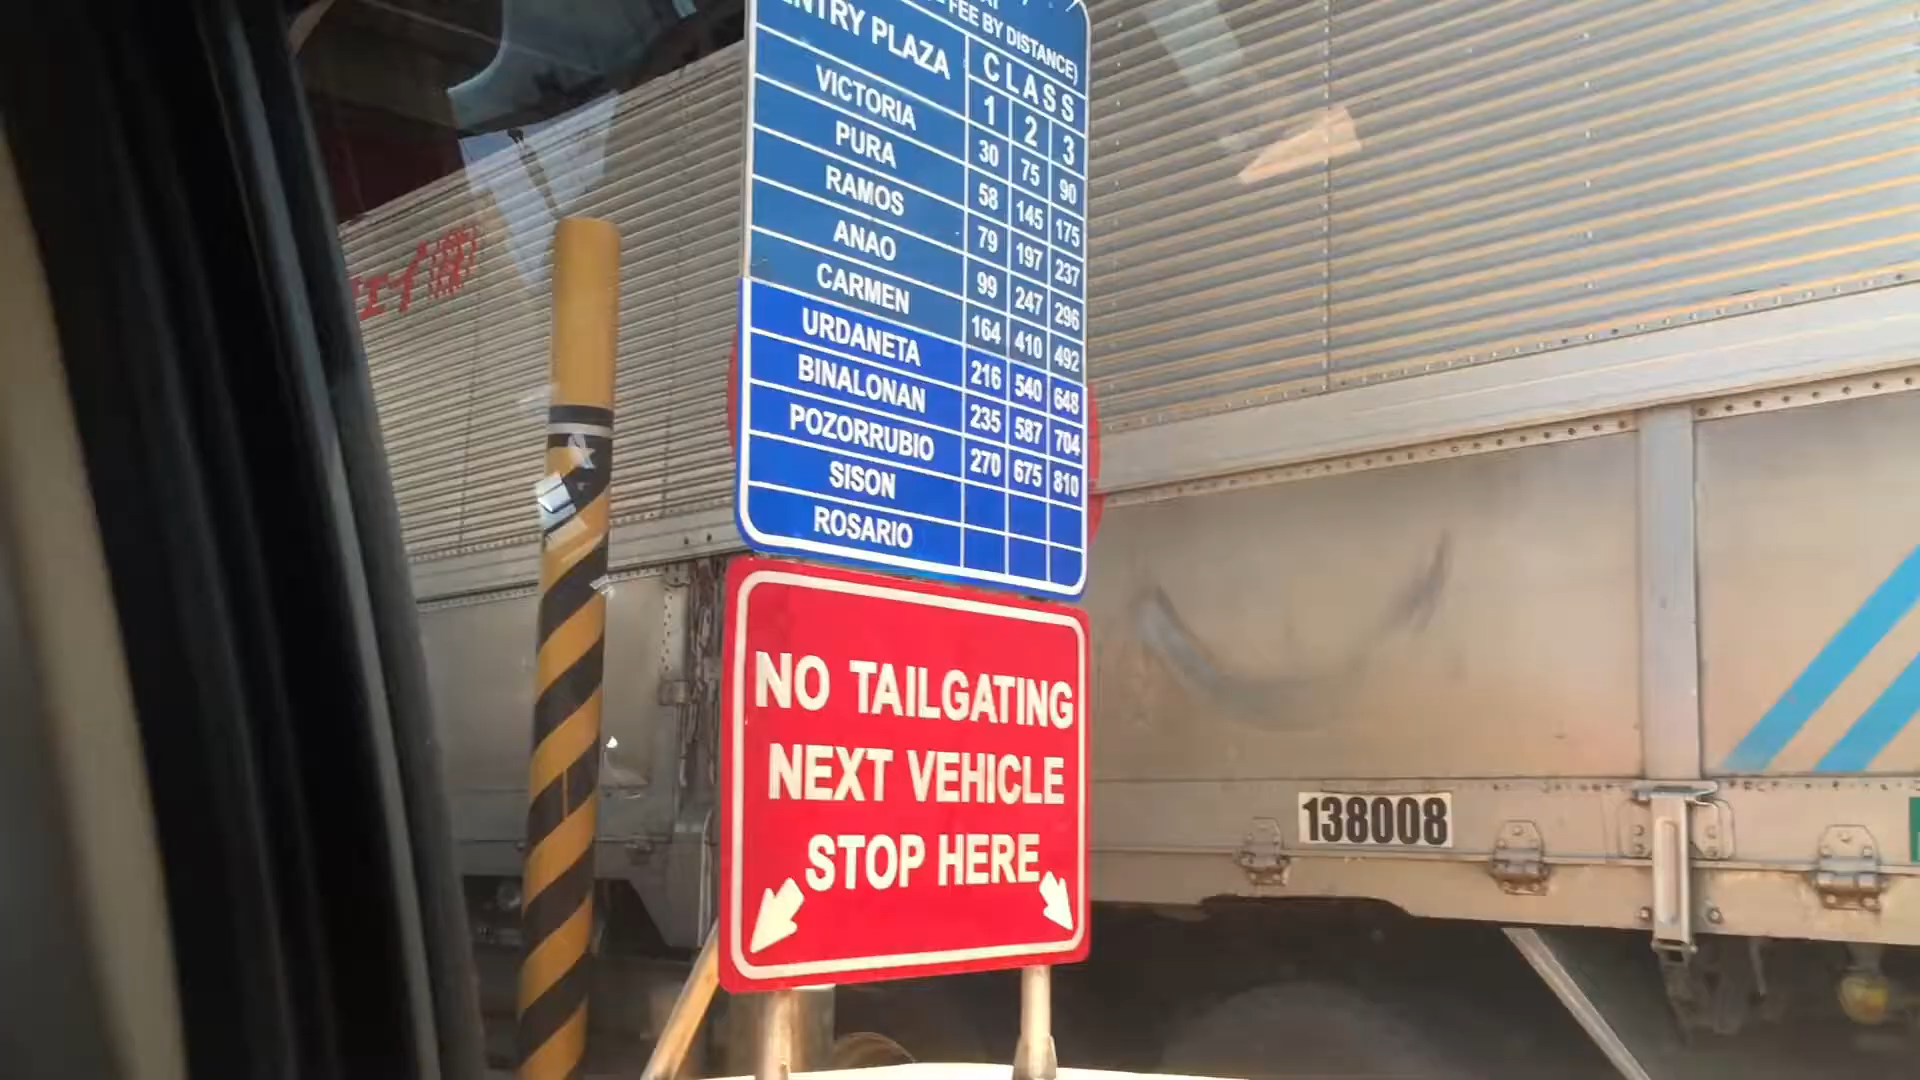 FEE BY DISTANCE)
ENTRY PLAZA CLASS
1 2 3
VICTORIA 30 75 90
PURA 58 145 175
RAMOS 79 197 237
ANAO 99 247 296
CARMEN 164 410 492
URDANETA 216 540 648
BINALONAN 235 587 704
POZORRUBIO 270 675 810
SISON
ROSARIO
NO TAILGATING
NEXT VEHICLE
STOP HERE
138008